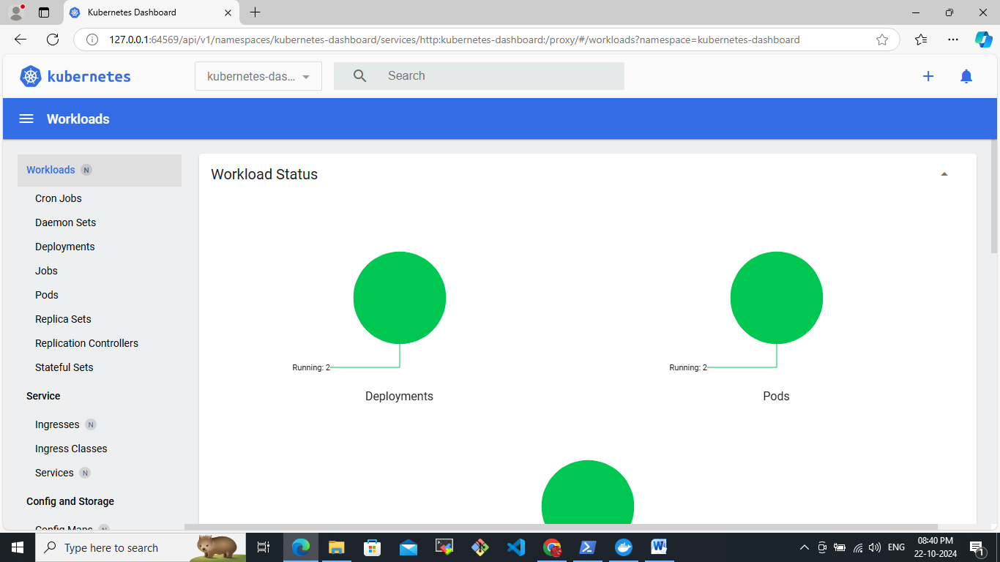 Kubernetes Dashboard
127.0.0.1:64569/api/v1/namespaces/kubernetes-dashboard/services/http:kubernetes-dashboard:/proxy/#/workloads?namespace=kubernetes-dashboard
kubernetes
kubernetes-das...
Search
Workloads
Workloads N
Workload Status
Cron Jobs
Daemon Sets
Deployments
Jobs
Pods
Replica Sets
Replication Controllers
Stateful Sets
Running: 2
Running: 2
Deployments
Pods
Service
Ingresses N
Ingress Classes
Services N
Config and Storage
Config Maps N
Type here to search
ENG
08:40 PM
22-10-2024
1